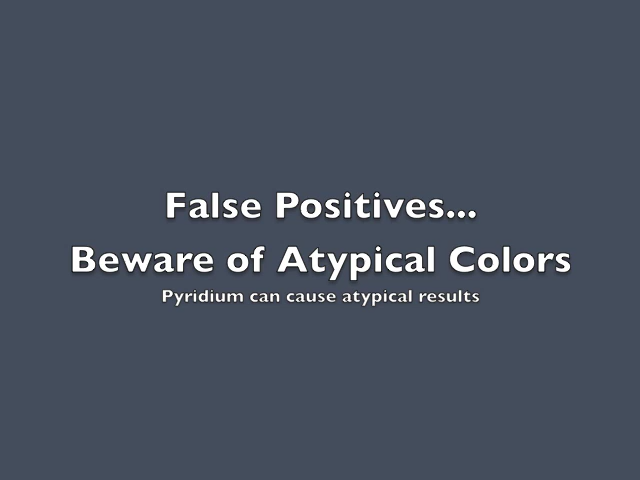 False Positives...
Beware of Atypical Colors
Pyridium can cause atypical results